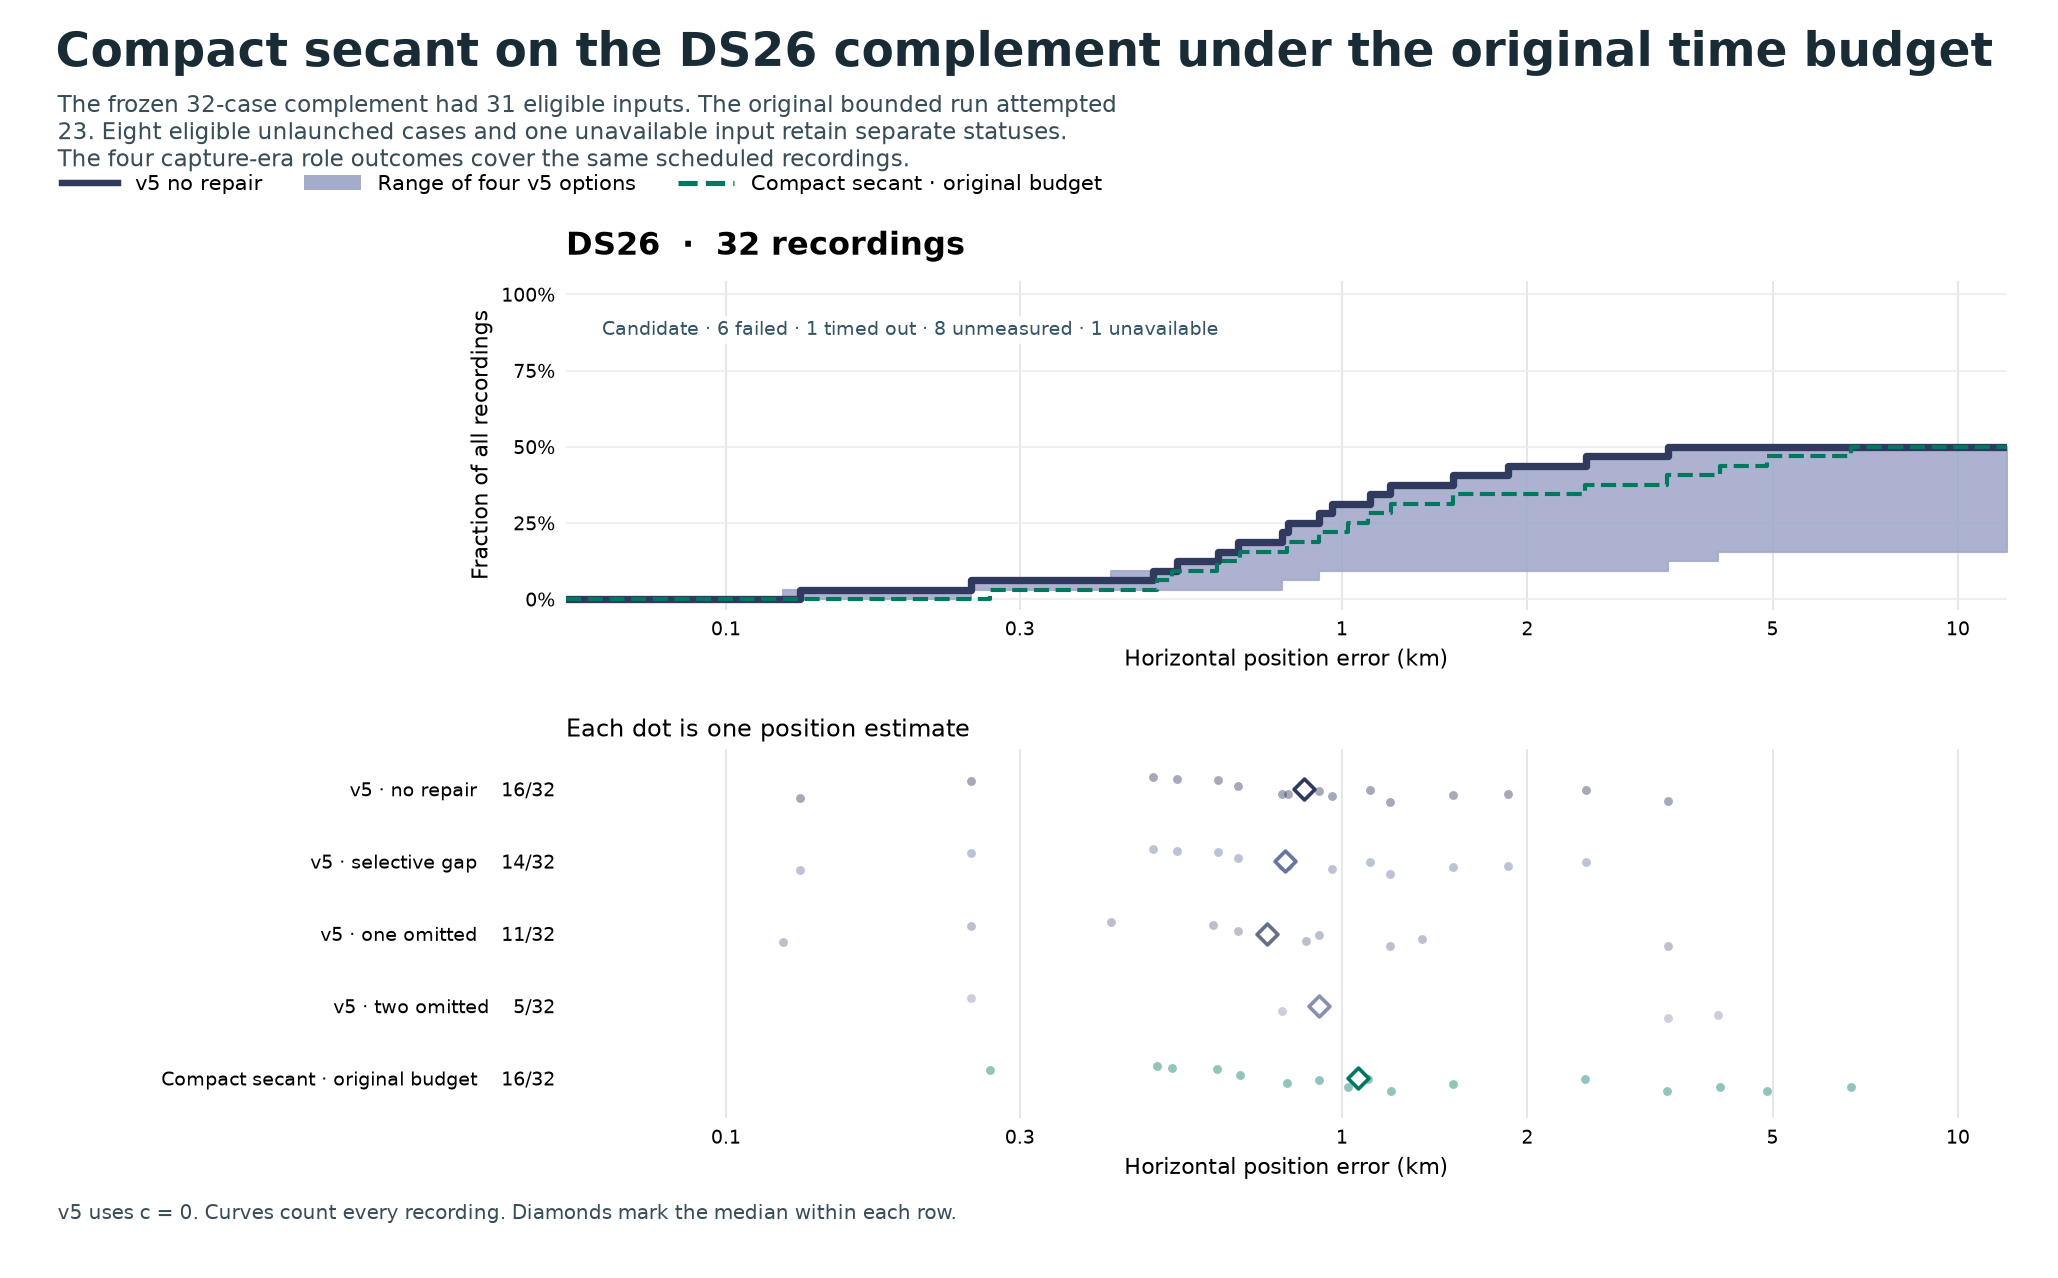 Compact secant on the DS26 complement under the original time budget
The frozen 32-case complement had 31 eligible inputs. The original bounded run attempted
23. Eight eligible unlaunched cases and one unavailable input retain separate statuses.
The four capture-era role outcomes cover the same scheduled recordings.
v5 no repair
Range of four v5 options
Compact secant · original budget
DS26 · 32 recordings
Fraction of all recordings
100%
Candidate · 6 failed · 1 timed out · 8 unmeasured · 1 unavailable
75%
50%
25%
0%
0.1 0.3 1 2 5 10
Horizontal position error (km)
Each dot is one position estimate
v5 · no repair 16/32
v5 · selective gap 14/32
v5 · one omitted 11/32
v5 · two omitted 5/32
Compact secant · original budget 16/32
0.1 0.3 1 2 5 10
Horizontal position error (km)
v5 uses c = 0. Curves count every recording. Diamonds mark the median within each row.